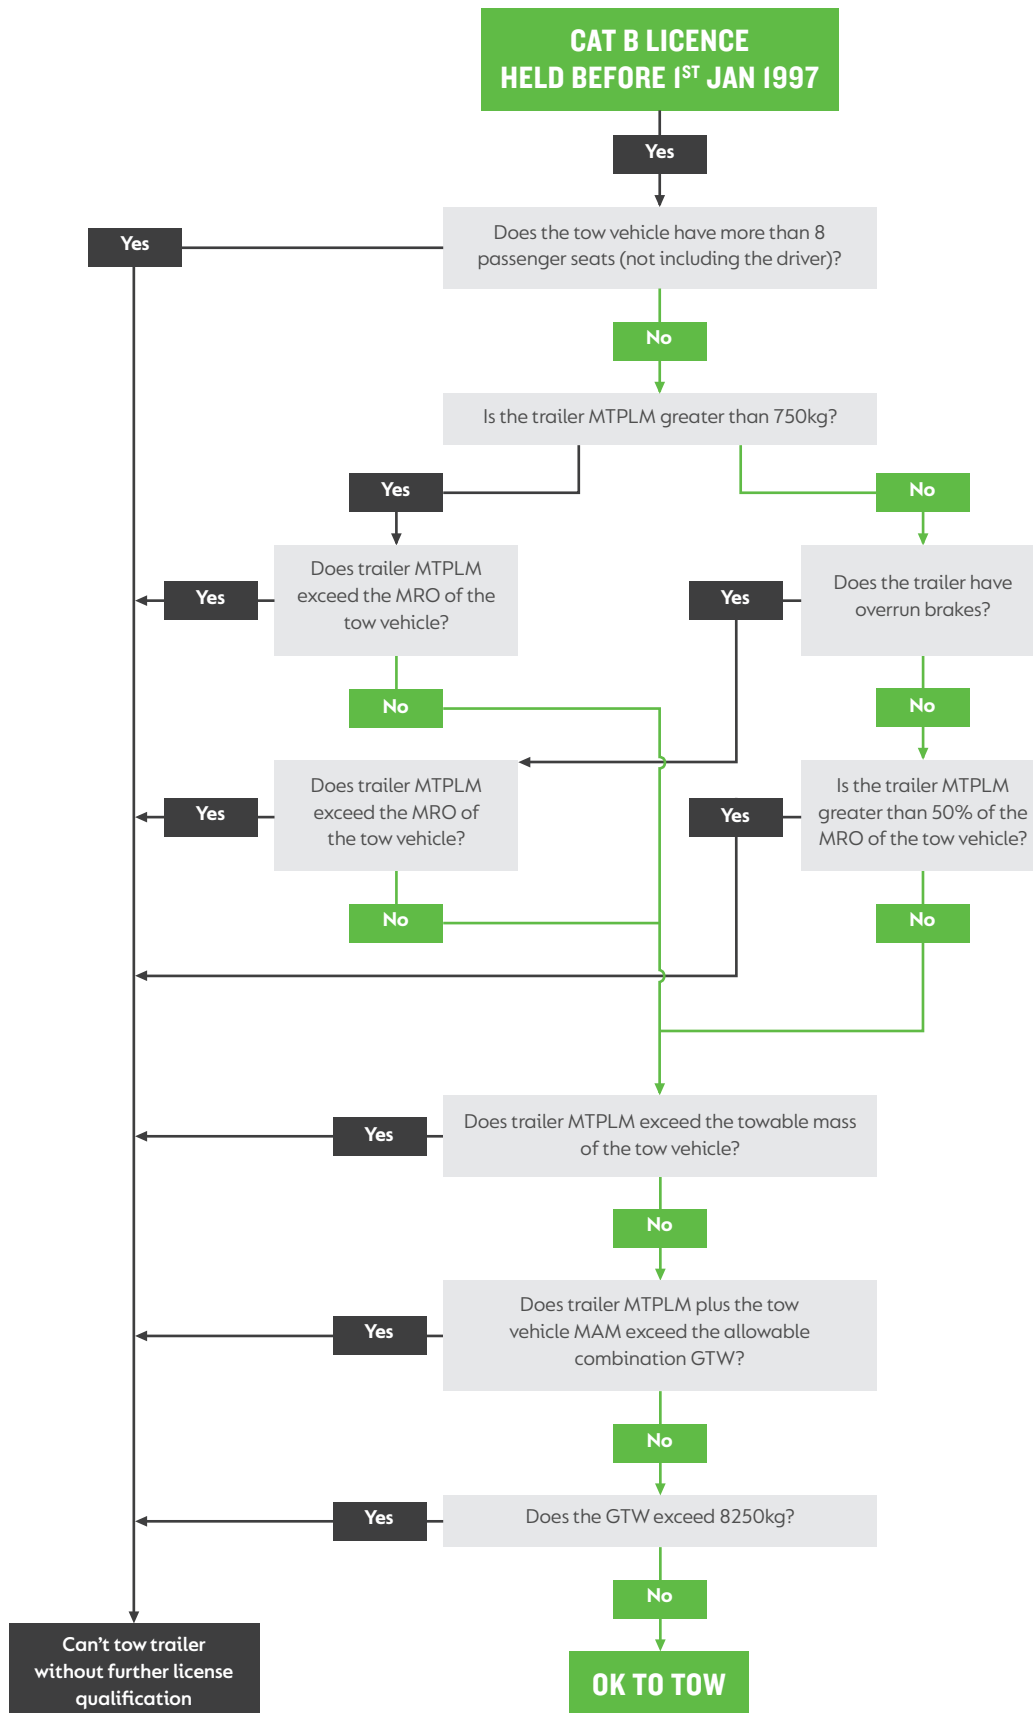 CAT B LICENCE
HELD BEFORE 1ST JAN 1997
Yes
Does the tow vehicle have more than 8
passenger seats (not including the driver)?
Yes
No
Is the trailer MTPLM greater than 750kg?
Yes
No
Does trailer MTPLM
exceed the MRO of the
tow vehicle?
Yes
Does the trailer have
overrun brakes?
Yes
No
No
Does trailer MTPLM
exceed the MRO of
the tow vehicle?
Yes
Is the trailer MTPLM
greater than 50% of the
MRO of the tow vehicle?
Yes
No
No
Does trailer MTPLM exceed the towable mass
of the tow vehicle?
Yes
No
Does trailer MTPLM plus the tow
vehicle MAM exceed the allowable
combination GTW?
Yes
No
Does the GTW exceed 8250kg?
Yes
No
Can't tow trailer
without further license
qualification
OK TO TOW